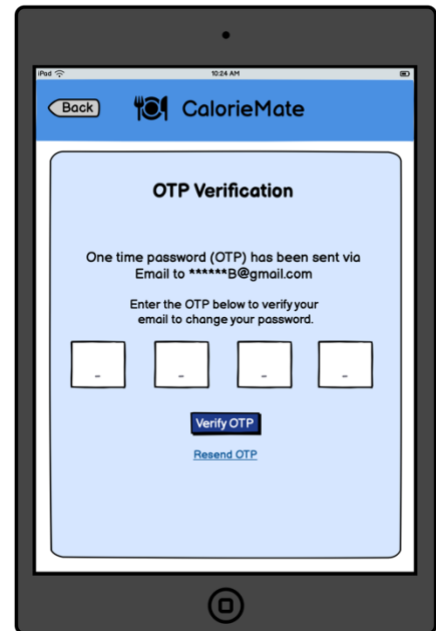 iPad 10:24 AM
Back CalorieMate
OTP Verification
One time password (OTP) has been sent via
Email to ******B@gmail.com
Enter the OTP below to verify your
email to change your password.
_ _ _ _
Verify OTP
Resend OTP